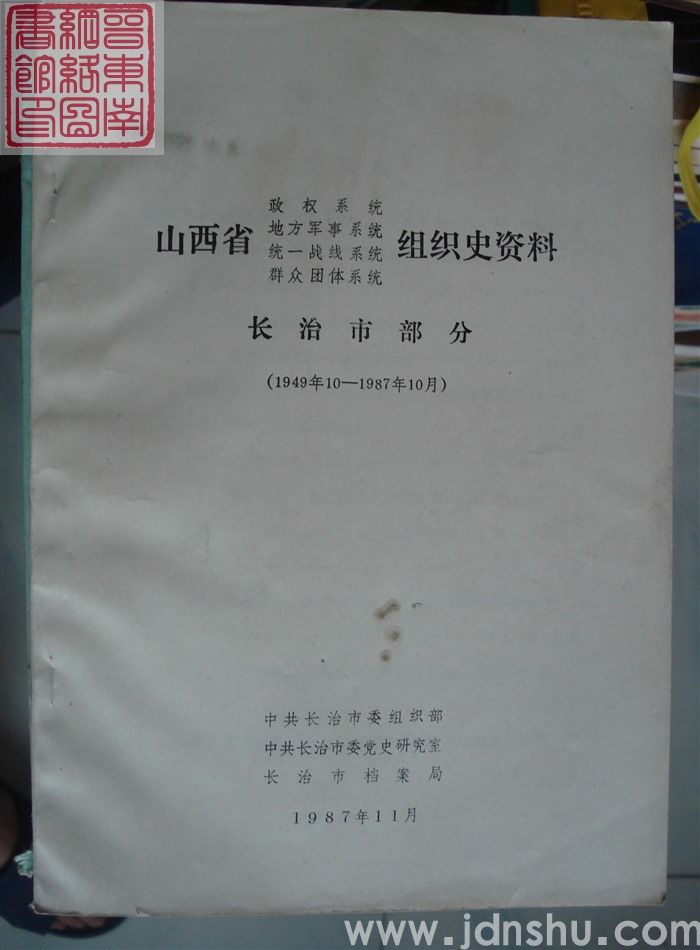 晋东南
网络图
书馆印
政权系统
地方军事系统
山西省 统一战线系统 组织史资料
群众团体系统
长治市部分
(1949年10—1987年10月)
中共长治市委组织部
中共长治市委党史研究室
长治市档案局
1987年11月
www.jdnshu.com